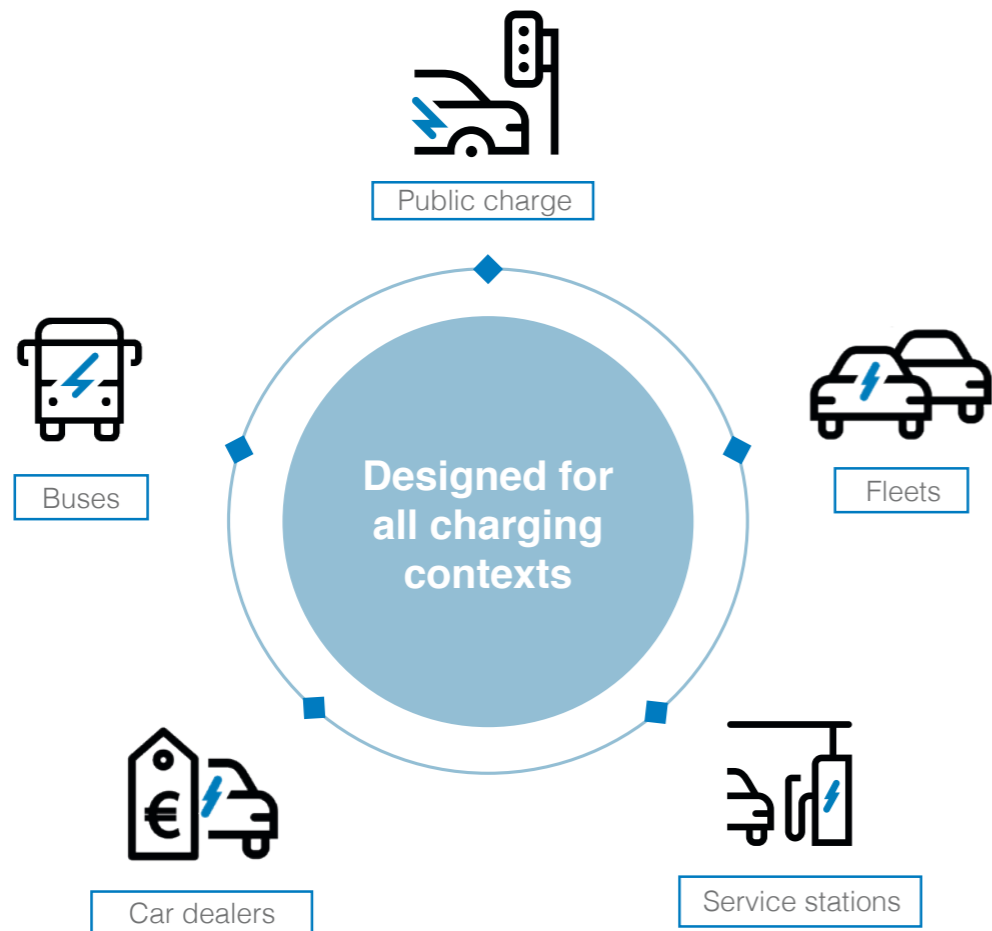 Public charge
Buses
Fleets
Designed for
all charging
contexts
€
Car dealers
Service stations